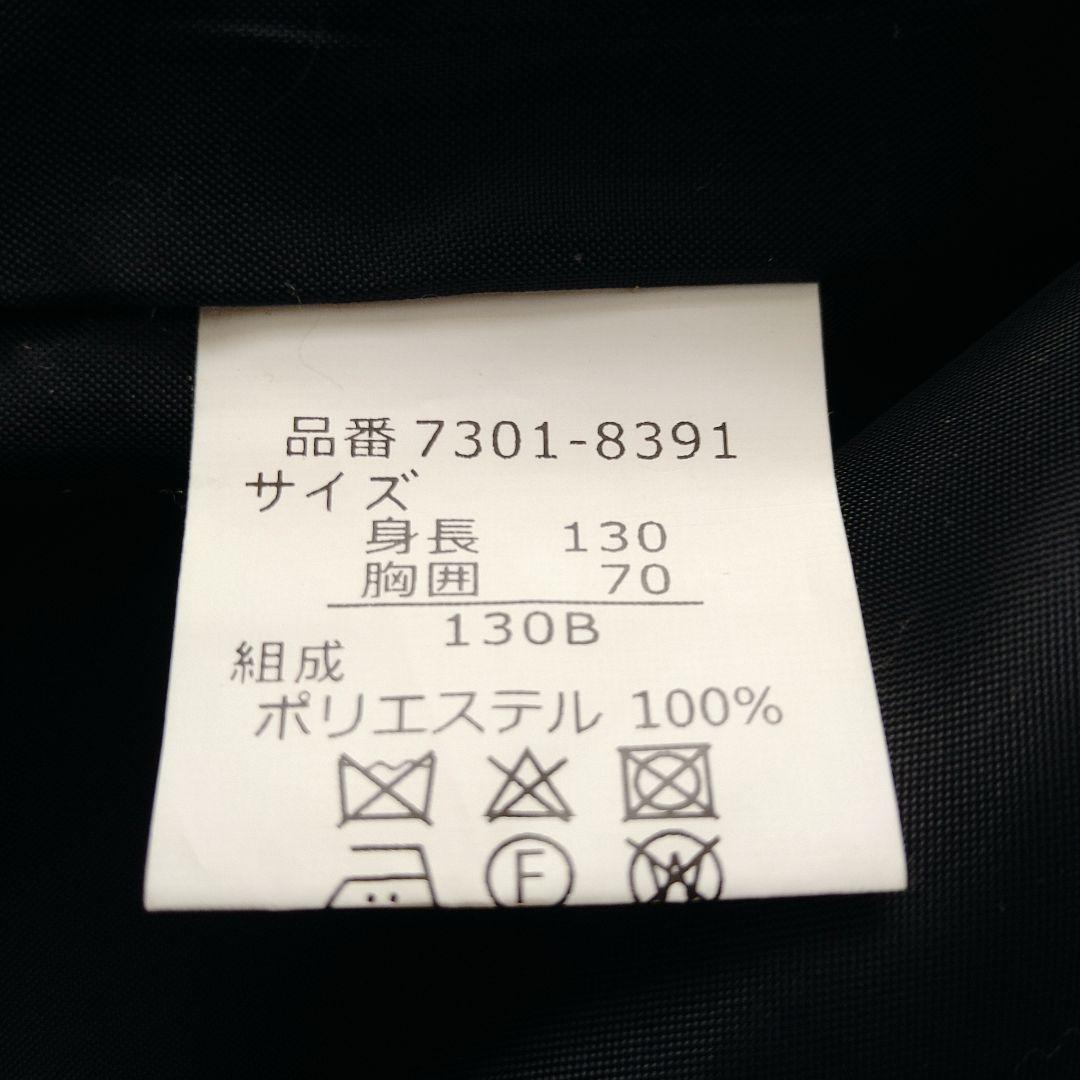 品番 7301-8391
サイズ
身長 130
胸囲 70
130B
組成
ポリエステル 100%
F
W